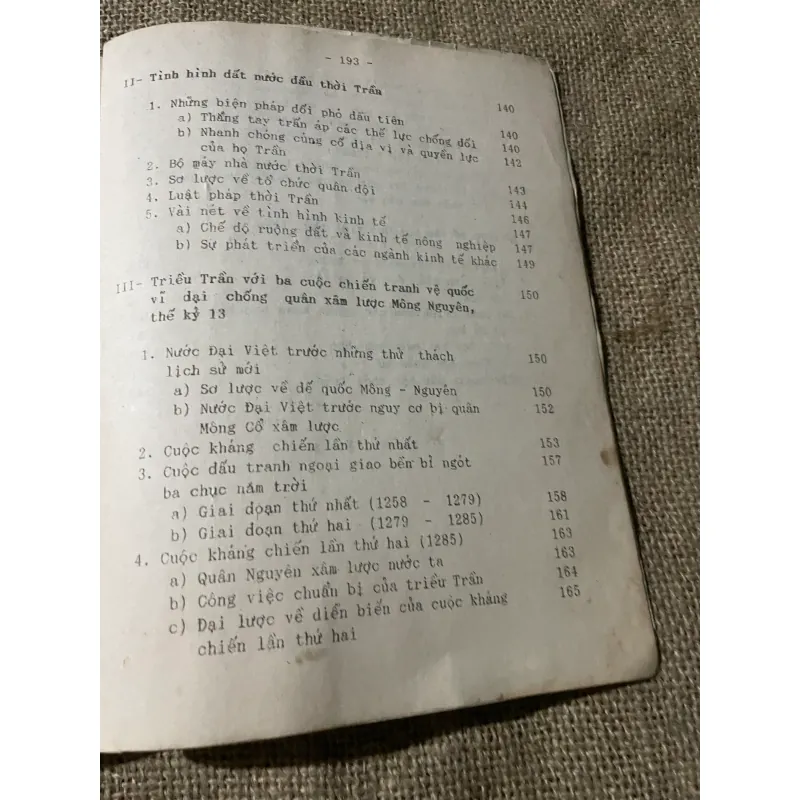 - 193 -
II- Tình hình đất nước đầu thời Trần
1. Những biện pháp đối phó đầu tiên 140
a) Thẳng tay trấn áp các thế lực chống đối 140
b) Nhanh chóng củng cố địa vị và quyền lực 140
của họ Trần
2. Bộ máy nhà nước thời Trần 142
3. Sơ lược về tổ chức quân đội 143
4. Luật pháp thời Trần 144
5. Vài nét về tình hình kinh tế 146
a) Chế độ ruộng đất và kinh tế nông nghiệp 147
b) Sự phát triển của các ngành kinh tế khác 147
149
III- Triều Trần với ba cuộc chiến tranh vệ quốc
vĩ đại chống quân xâm lược Mông Nguyên, 150
thế kỷ 13
1. Nước Đại Việt trước những thử thách 150
lịch sử mới
a) Sơ lược về đế quốc Mông - Nguyên 150
b) Nước Đại Việt trước nguy cơ bị quân 152
Mông Cổ xâm lược
2. Cuộc kháng chiến lần thứ nhất 153
3. Cuộc đấu tranh ngoại giao bền bỉ ngót 157
ba chục năm trời
a) Giai đoạn thứ nhất (1258 - 1279) 158
b) Giai đoạn thứ hai (1279 - 1285) 161
4. Cuộc kháng chiến lần thứ hai (1285) 163
a) Quân Nguyên xâm lược nước ta 163
b) Công việc chuẩn bị của triều Trần 164
c) Đại lược về diễn biến của cuộc kháng 165
chiến lần thứ hai